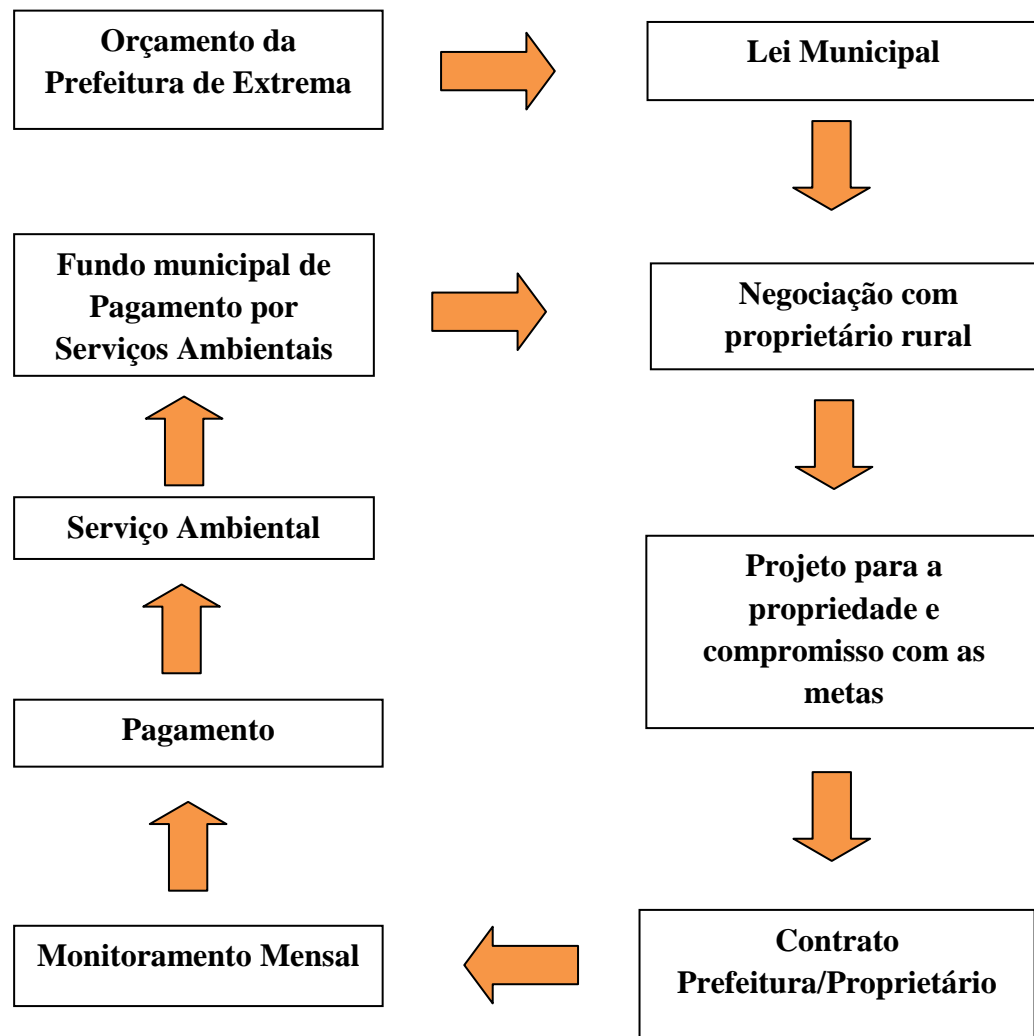 Orçamento da
Prefeitura de Extrema
Lei Municipal
Fundo municipal de
Pagamento por
Serviços Ambientais
Negociação com
proprietário rural
Serviço Ambiental
Projeto para a
propriedade e
compromisso com as
metas
Pagamento
Monitoramento Mensal
Contrato
Prefeitura/Proprietário